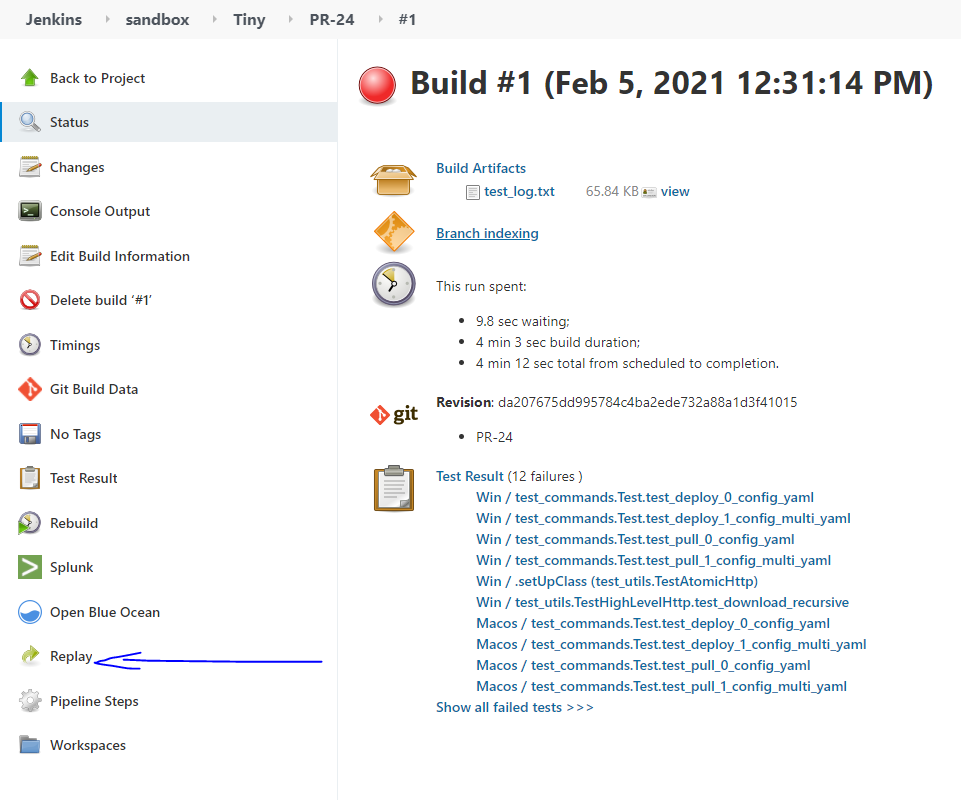 Jenkins sandbox Tiny PR-24 #1
Back to Project
Status
Changes
Console Output
Edit Build Information
Delete build ‘#1’
Timings
Git Build Data
No Tags
Test Result
Rebuild
Splunk
Open Blue Ocean
Replay
Pipeline Steps
Workspaces
Build #1 (Feb 5, 2021 12:31:14 PM)
Build Artifacts
test_log.txt 65.84 KB view
Branch indexing
This run spent:
• 9.8 sec waiting;
• 4 min 3 sec build duration;
• 4 min 12 sec total from scheduled to completion.
git
Revision: da207675dd995784c4ba2ede732a88a1d3f41015
• PR-24
Test Result (12 failures )
Win / test_commands.Test.test_deploy_0_config_yaml
Win / test_commands.Test.test_deploy_1_config_multi_yaml
Win / test_commands.Test.test_pull_0_config_yaml
Win / test_commands.Test.test_pull_1_config_multi_yaml
Win / .setUpClass (test_utils.TestAtomicHttp)
Win / test_utils.TestHighLevelHttp.test_download_recursive
Macos / test_commands.Test.test_deploy_0_config_yaml
Macos / test_commands.Test.test_deploy_1_config_multi_yaml
Macos / test_commands.Test.test_pull_0_config_yaml
Macos / test_commands.Test.test_pull_1_config_multi_yaml
Show all failed tests >>>